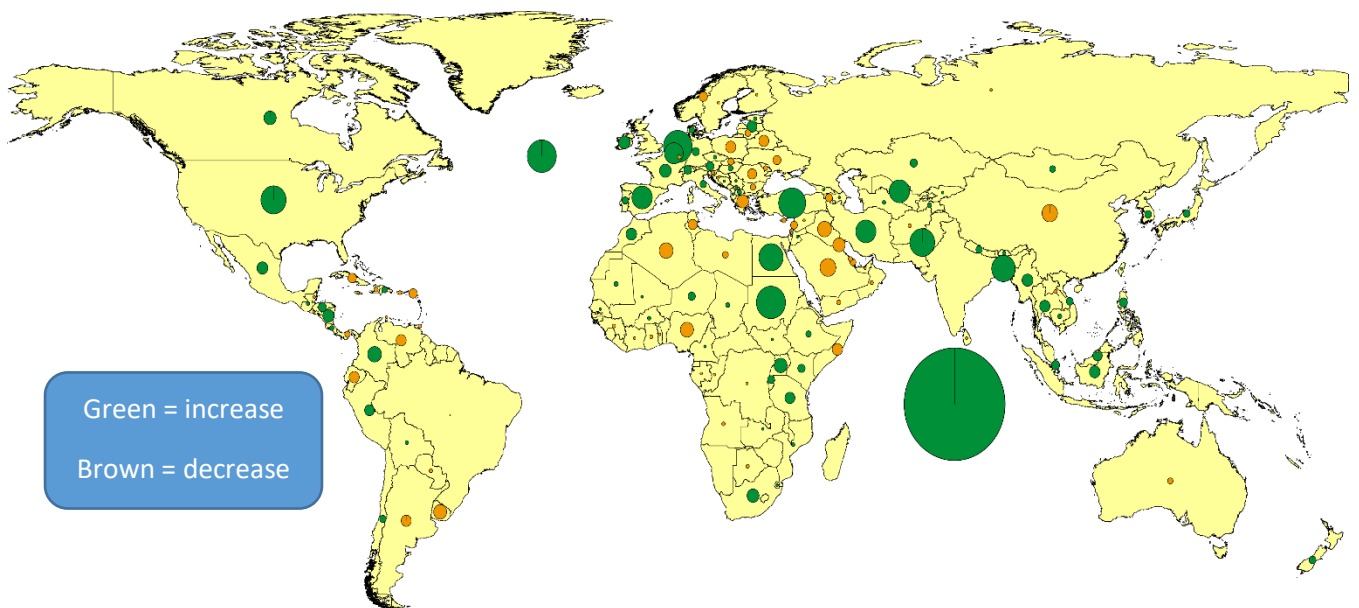 Green = increase
Brown = decrease